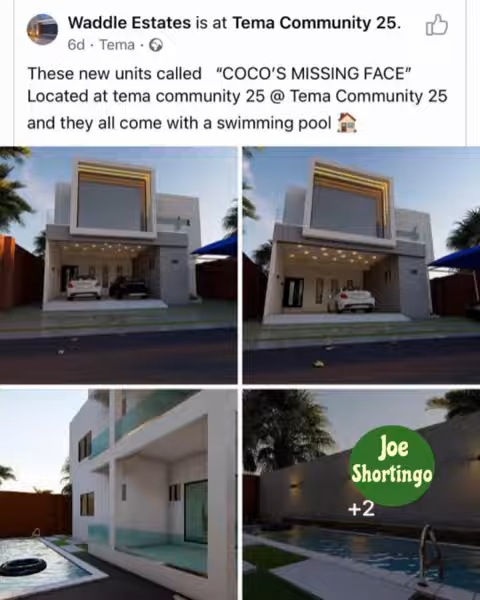 Waddle Estates is at Tema Community 25.
6d · Tema ·
These new units called "COCO'S MISSING FACE"
Located at tema community 25 @ Tema Community 25
and they all come with a swimming pool 🏠
Joe
Shortingo
+2